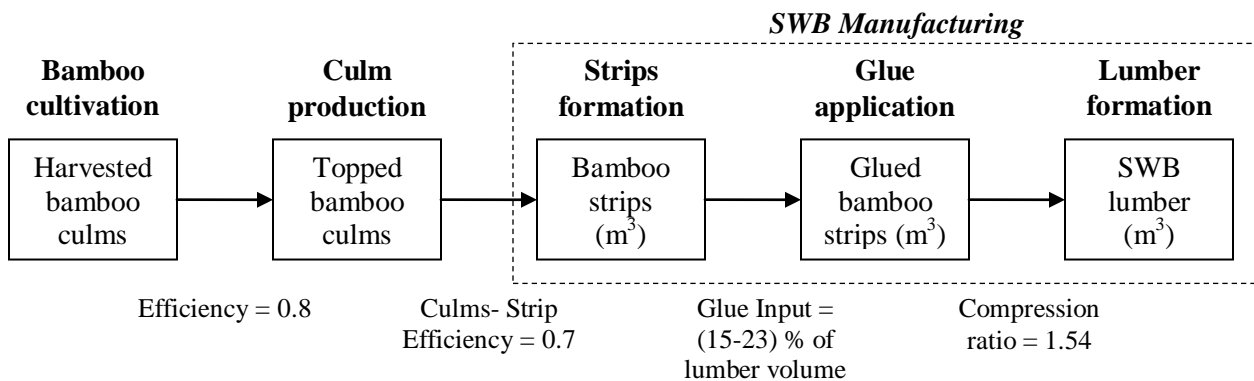 SWB Manufacturing
Bamboo
cultivation
Culm
production
Strips
formation
Glue
application
Lumber
formation
Harvested
bamboo
culms
Topped
bamboo
culms
Bamboo
strips
(m³)
Glued
bamboo
strips (m³)
SWB
lumber
(m³)
Efficiency = 0.8
Culms- Strip
Efficiency = 0.7
Glue Input =
(15-23) % of
lumber volume
Compression
ratio = 1.54